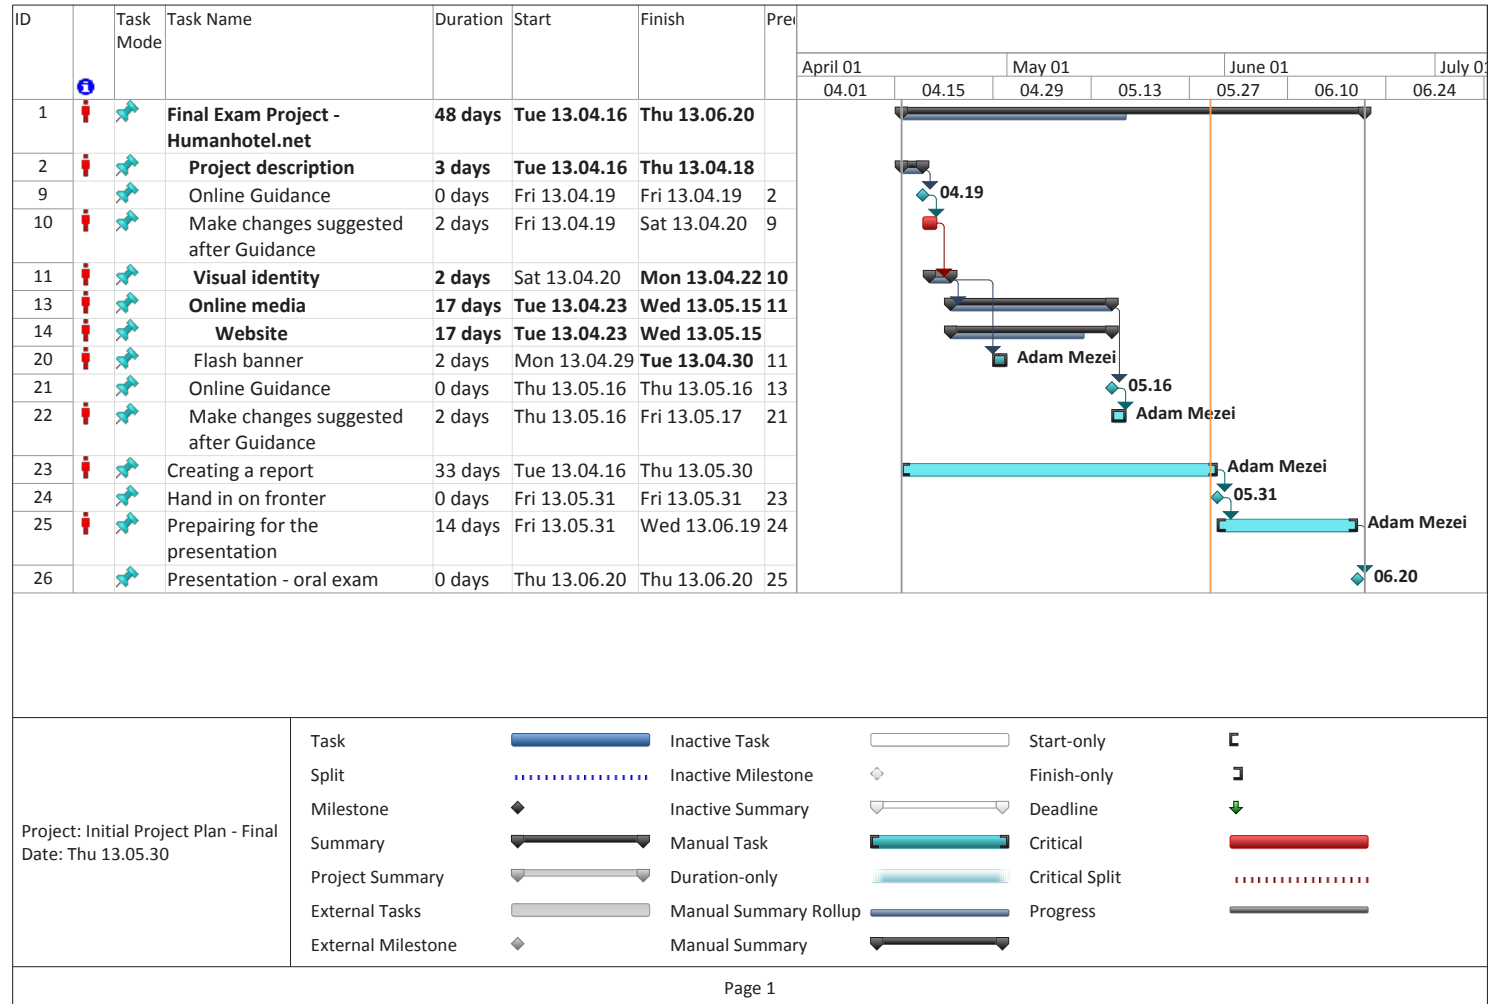 ID Task Mode Task Name Duration Start Finish Pre
April 01 May 01 June 01 July 0
04.01 04.15 04.29 05.13 05.27 06.10 06.24
1 Final Exam Project - 48 days Tue 13.04.16 Thu 13.06.20
Humanhotel.net
2 Project description 3 days Tue 13.04.16 Thu 13.04.18
9 Online Guidance 0 days Fri 13.04.19 Fri 13.04.19 2 04.19
10 Make changes suggested 2 days Fri 13.04.19 Sat 13.04.20 9
after Guidance
11 Visual identity 2 days Sat 13.04.20 Mon 13.04.22 10
13 Online media 17 days Tue 13.04.23 Wed 13.05.15 11
14 Website 17 days Tue 13.04.23 Wed 13.05.15
20 Flash banner 2 days Mon 13.04.29 Tue 13.04.30 11 Adam Mezei
21 Online Guidance 0 days Thu 13.05.16 Thu 13.05.16 13 05.16
22 Make changes suggested 2 days Thu 13.05.16 Fri 13.05.17 21 Adam Mezei
after Guidance
23 Creating a report 33 days Tue 13.04.16 Thu 13.05.30 Adam Mezei
24 Hand in on fronter 0 days Fri 13.05.31 Fri 13.05.31 23 05.31
25 Prepairing for the 14 days Fri 13.05.31 Wed 13.06.19 24 Adam Mezei
presentation
26 Presentation - oral exam 0 days Thu 13.06.20 Thu 13.06.20 25 06.20
Project: Initial Project Plan - Final
Date: Thu 13.05.30
Task
Split
Milestone
Summary
Project Summary
External Tasks
External Milestone
Inactive Task
Inactive Milestone
Inactive Summary
Manual Task
Duration-only
Manual Summary Rollup
Manual Summary
Start-only
Finish-only
Deadline
Critical
Critical Split
Progress
Page 1